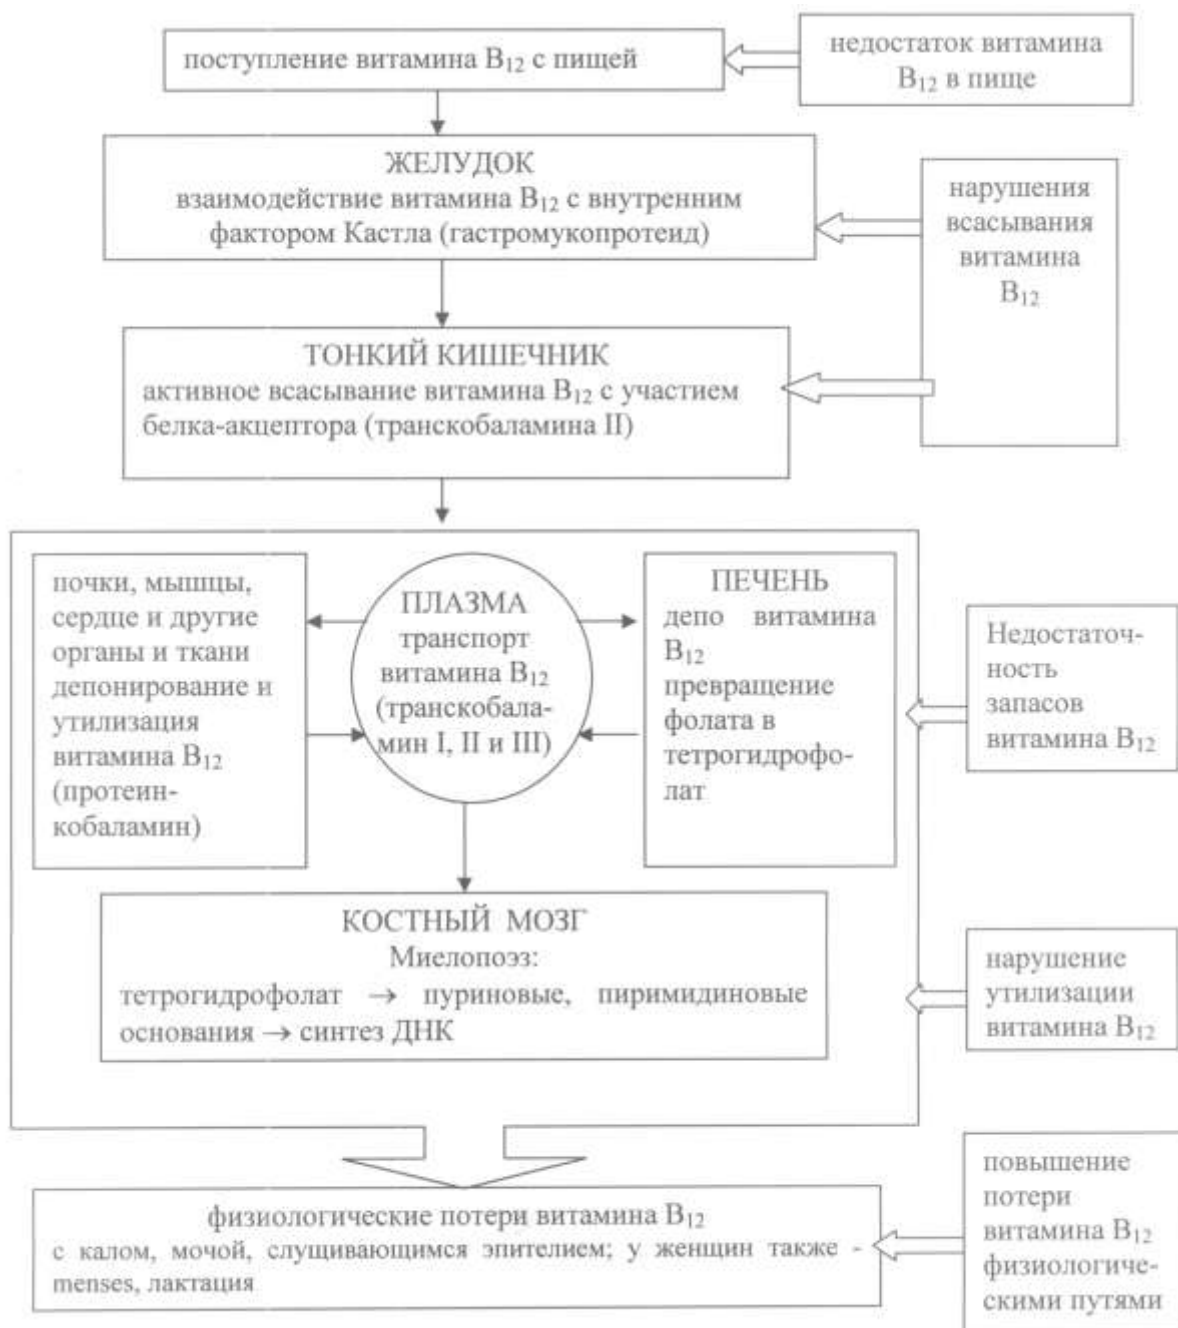 поступление витамина B₁₂ с пищей
недостаток витамина
B₁₂ в пище
ЖЕЛУДОК
взаимодействие витамина B₁₂ с внутренним
фактором Кастла (гастромукопротеид)
нарушения
всасывания
витамина
B₁₂
ТОНКИЙ КИШЕЧНИК
активное всасывание витамина B₁₂ с участием
белка-акцептора (транскобаламина II)
почки, мышцы,
сердце и другие
органы и ткани
депонирование и
утилизация
витамина B₁₂
(протеин-
кобаламин)
ПЛАЗМА
транспорт
витамина B₁₂
(транскобала-
мин I, II и III)
ПЕЧЕНЬ
депо витамина
B₁₂
превращение
фолата в
тетрогидрофо-
лат
Недостаточ-
ность
запасов
витамина B₁₂
КОСТНЫЙ МОЗГ
Миелопоэз:
тетрогидрофолат → пуриновые, пиримидиновые
основания → синтез ДНК
нарушение
утилизации
витамина B₁₂
физиологические потери витамина B₁₂
с калом, мочой, слущивающимся эпителием; у женщин также -
menses, лактация
повышение
потери
витамина B₁₂
физиологиче-
скими путями